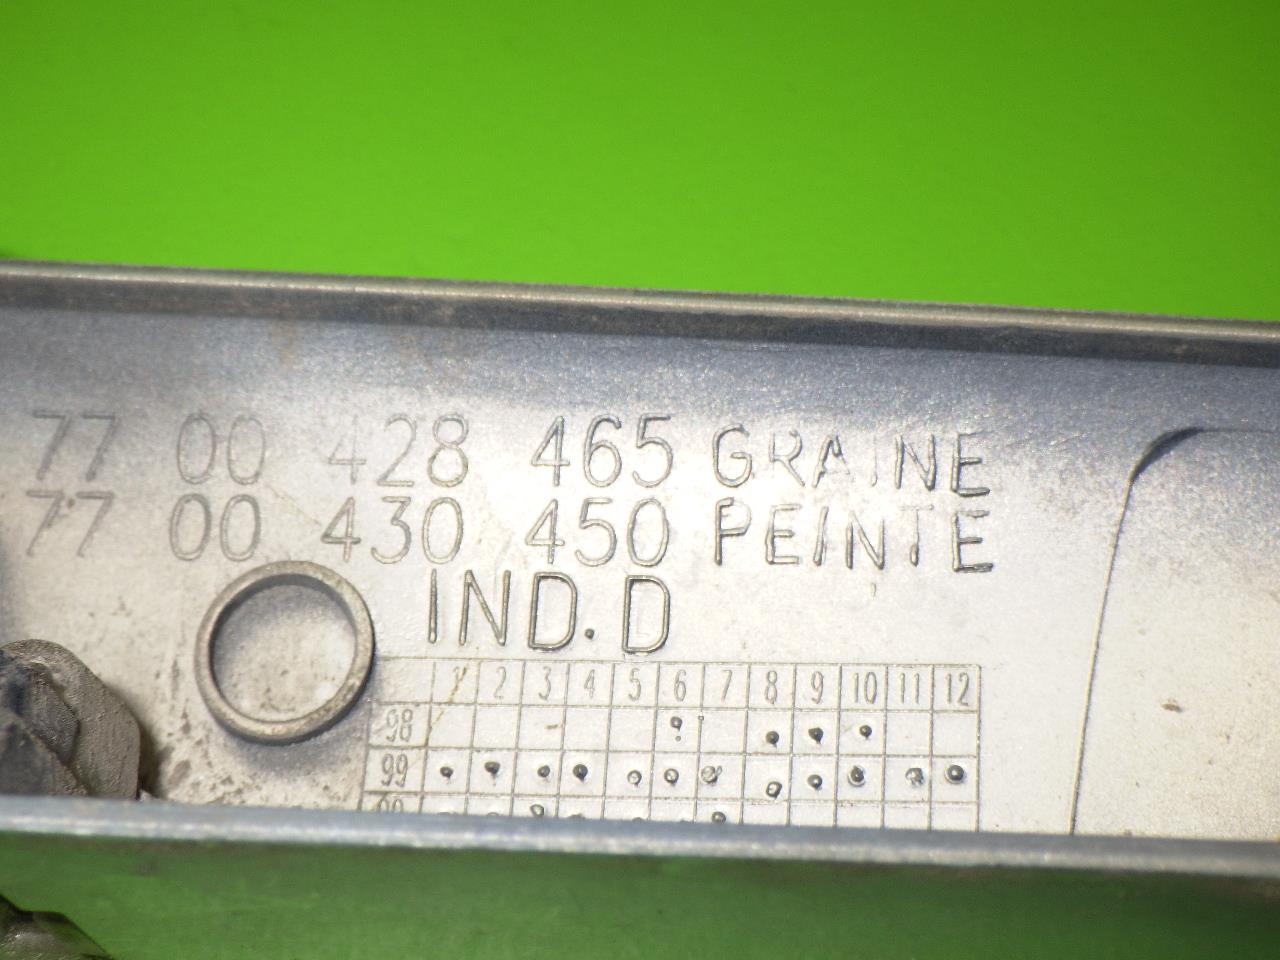 77 00 428 465 GRAINE
77 00 430 450 PEINTE
IND. D
1 2 3 4 5 6 7 8 9 10 11 12
98
99